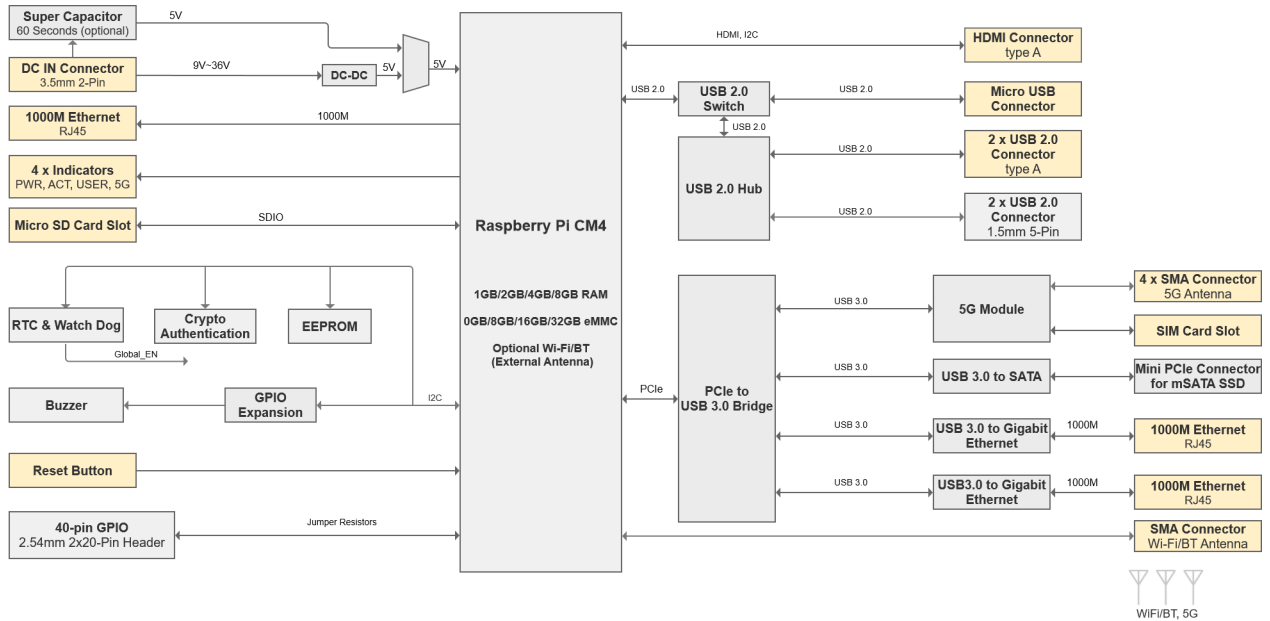 Super Capacitor
60 Seconds (optional)
5V
DC IN Connector
3.5mm 2-Pin
9V~36V
DC-DC
5V
5V
1000M Ethernet
RJ45
1000M
4 x Indicators
PWR, ACT, USER, 5G
Micro SD Card Slot
SDIO
RTC & Watch Dog
Crypto
Authentication
EEPROM
Global_EN
Buzzer
GPIO
Expansion
I2C
Reset Button
40-pin GPIO
2.54mm 2x20-Pin Header
Jumper Resistors
Raspberry Pi CM4
1GB/2GB/4GB/8GB RAM
0GB/8GB/16GB/32GB eMMC
Optional Wi-Fi/BT
(External Antenna)
HDMI, I2C
HDMI Connector
type A
USB 2.0
USB 2.0
Switch
USB 2.0
Micro USB
Connector
USB 2.0
USB 2.0 Hub
USB 2.0
2 x USB 2.0
Connector
type A
USB 2.0
2 x USB 2.0
Connector
1.5mm 5-Pin
PCIe
PCIe to
USB 3.0 Bridge
USB 3.0
5G Module
4 x SMA Connector
5G Antenna
SIM Card Slot
USB 3.0
USB 3.0 to SATA
Mini PCIe Connector
for mSATA SSD
USB 3.0
USB 3.0 to Gigabit
Ethernet
1000M
1000M Ethernet
RJ45
USB 3.0
USB3.0 to Gigabit
Ethernet
1000M
1000M Ethernet
RJ45
SMA Connector
Wi-Fi/BT Antenna
WiFi/BT, 5G